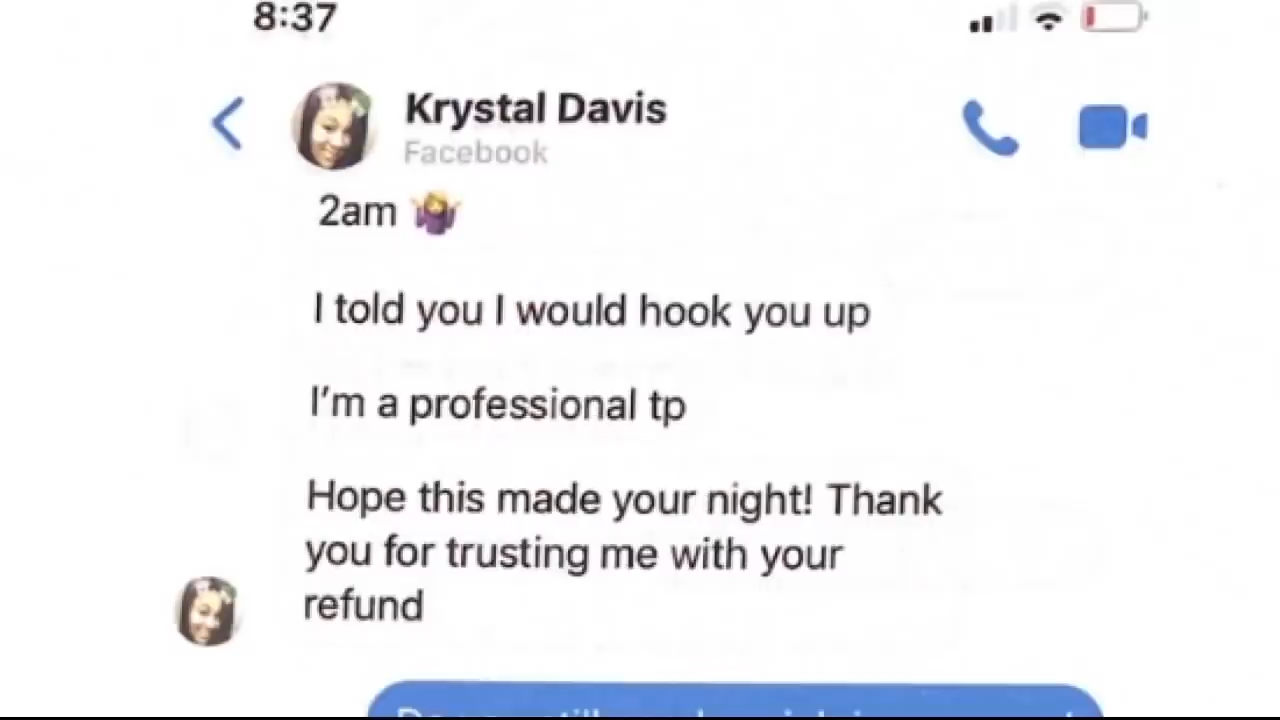 8:37
Krystal Davis
Facebook
2am 🤷‍♀️
I told you I would hook you up
I'm a professional tp
Hope this made your night! Thank
you for trusting me with your
refund